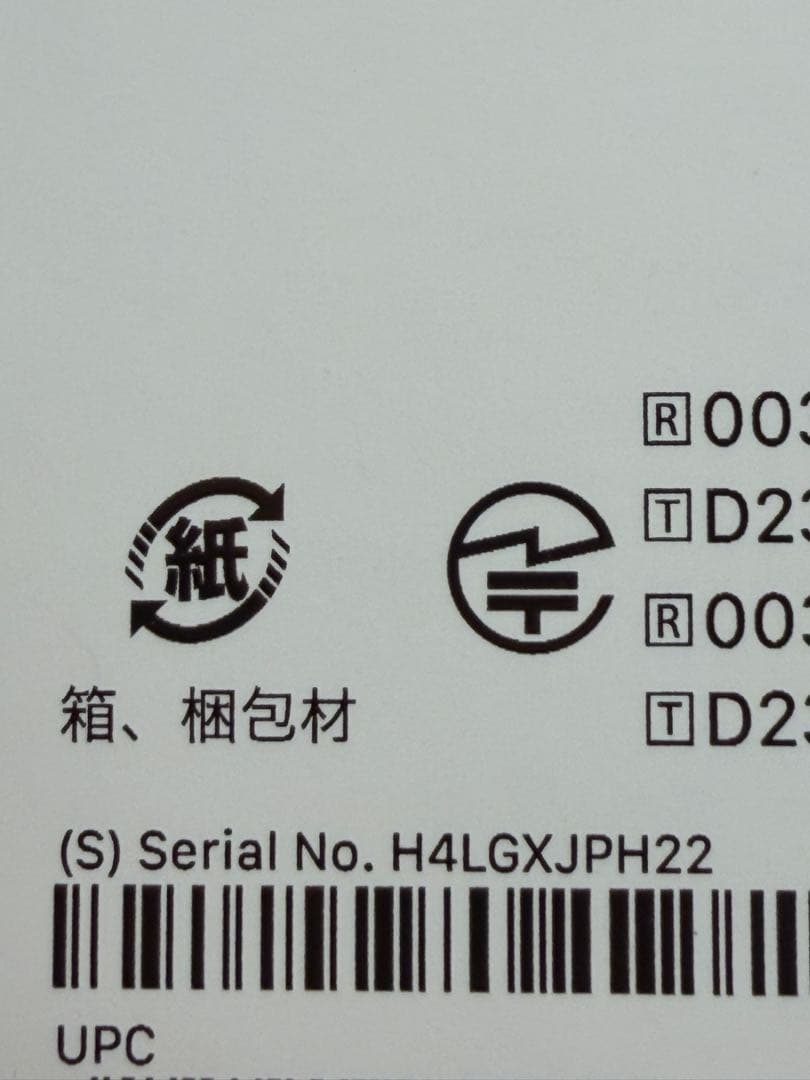 R 003
T D23
紙
R 003
T D23
箱、梱包材
(S) Serial No. H4LGXJPH22
UPC